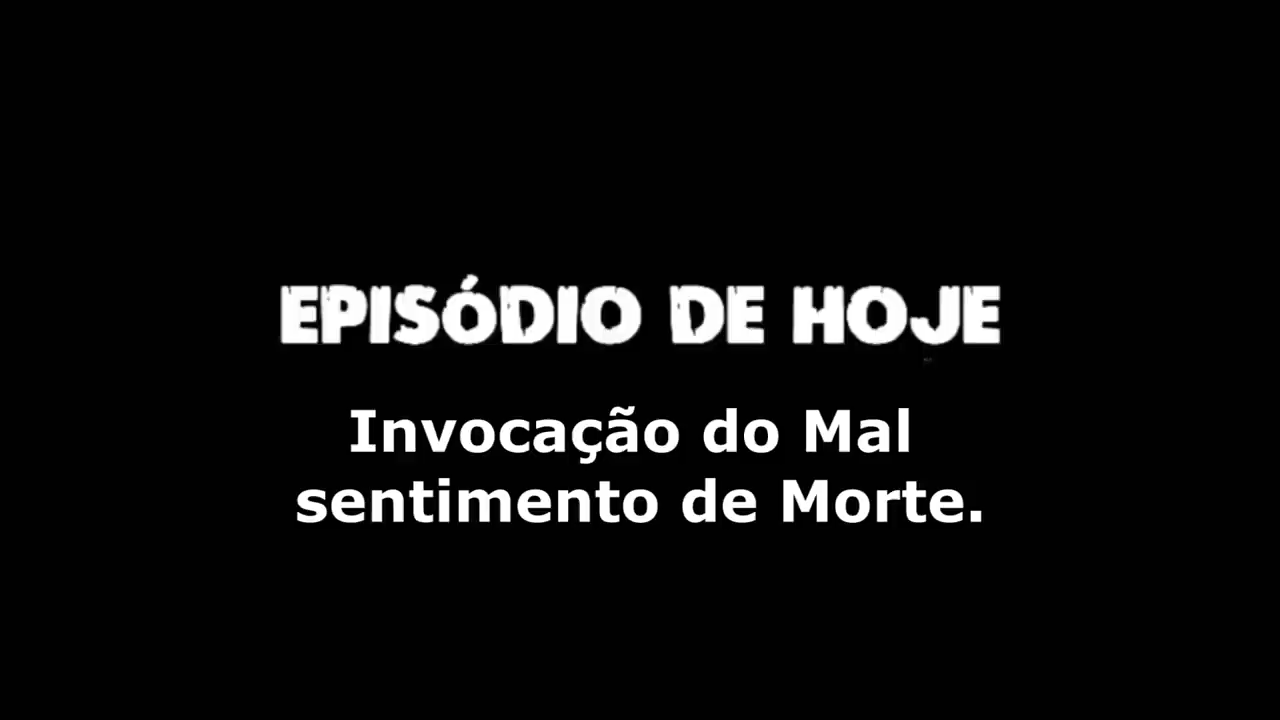 EPISÓDIO DE HOJE
Invocação do Mal
sentimento de Morte.